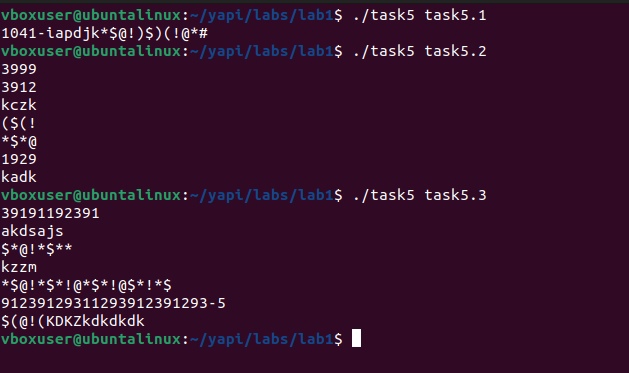 vboxuser@ubuntalinux:~/yapi/labs/lab1$ ./task5 task5.1
1041-iapdjk*$@!)$)(!@*#
vboxuser@ubuntalinux:~/yapi/labs/lab1$ ./task5 task5.2
3999
3912
kczk
($(!
*$*@
1929
kadk
vboxuser@ubuntalinux:~/yapi/labs/lab1$ ./task5 task5.3
39191192391
akdsajs
$*@!*$**
kzzm
*$@!*$*!@*$*!@$*!*$
91239129311293912391293-5
$(@!(KDKZkdkdkdk
vboxuser@ubuntalinux:~/yapi/labs/lab1$